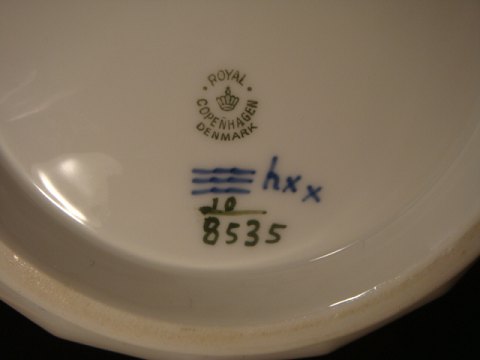 ROYAL
COPENHAGEN
DENMARK
hxx
10
8535